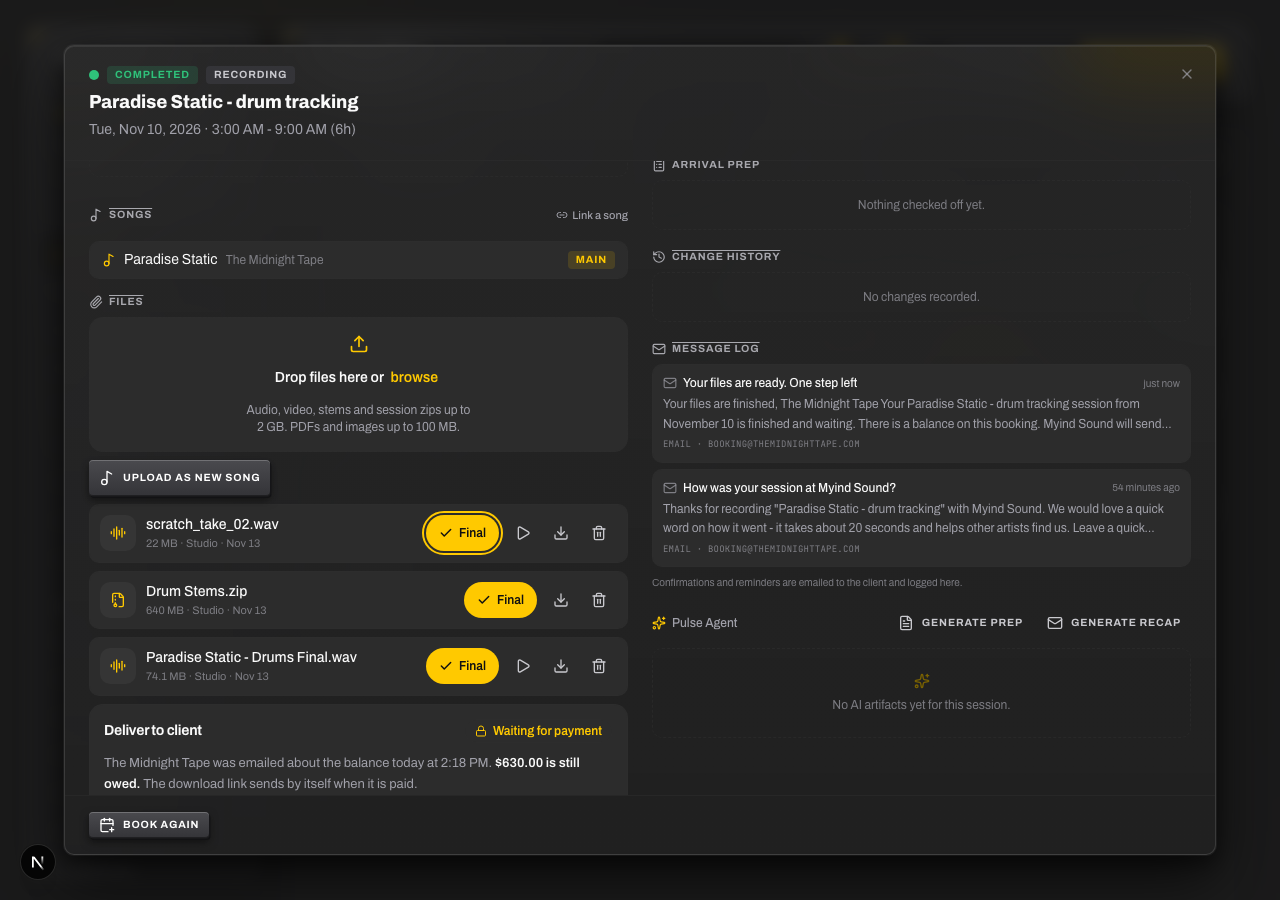 COMPLETED RECORDING
Paradise Static - drum tracking
Tue, Nov 10, 2026 · 3:00 AM - 9:00 AM (6h)
SONGS
Link a song
Paradise Static The Midnight Tape
MAIN
FILES
Drop files here or browse
Audio, video, stems and session zips up to
2 GB. PDFs and images up to 100 MB.
UPLOAD AS NEW SONG
scratch_take_02.wav
22 MB · Studio · Nov 13
Final
Drum Stems.zip
640 MB · Studio · Nov 13
Final
Paradise Static - Drums Final.wav
74.1 MB · Studio · Nov 13
Final
Deliver to client
Waiting for payment
The Midnight Tape was emailed about the balance today at 2:18 PM. $630.00 is still
owed. The download link sends by itself when it is paid.
ARRIVAL PREP
Nothing checked off yet.
CHANGE HISTORY
No changes recorded.
MESSAGE LOG
Your files are ready. One step left
just now
Your files are finished, The Midnight Tape Your Paradise Static - drum tracking session from
November 10 is finished and waiting. There is a balance on this booking. Myind Sound will send...
EMAIL · BOOKING@THEMIDNIGHTTAPE.COM
How was your session at Myind Sound?
54 minutes ago
Thanks for recording "Paradise Static - drum tracking" with Myind Sound. We would love a quick
word on how it went - it takes about 20 seconds and helps other artists find us. Leave a quick...
EMAIL · BOOKING@THEMIDNIGHTTAPE.COM
Confirmations and reminders are emailed to the client and logged here.
Pulse Agent
GENERATE PREP
GENERATE RECAP
No AI artifacts yet for this session.
BOOK AGAIN
N